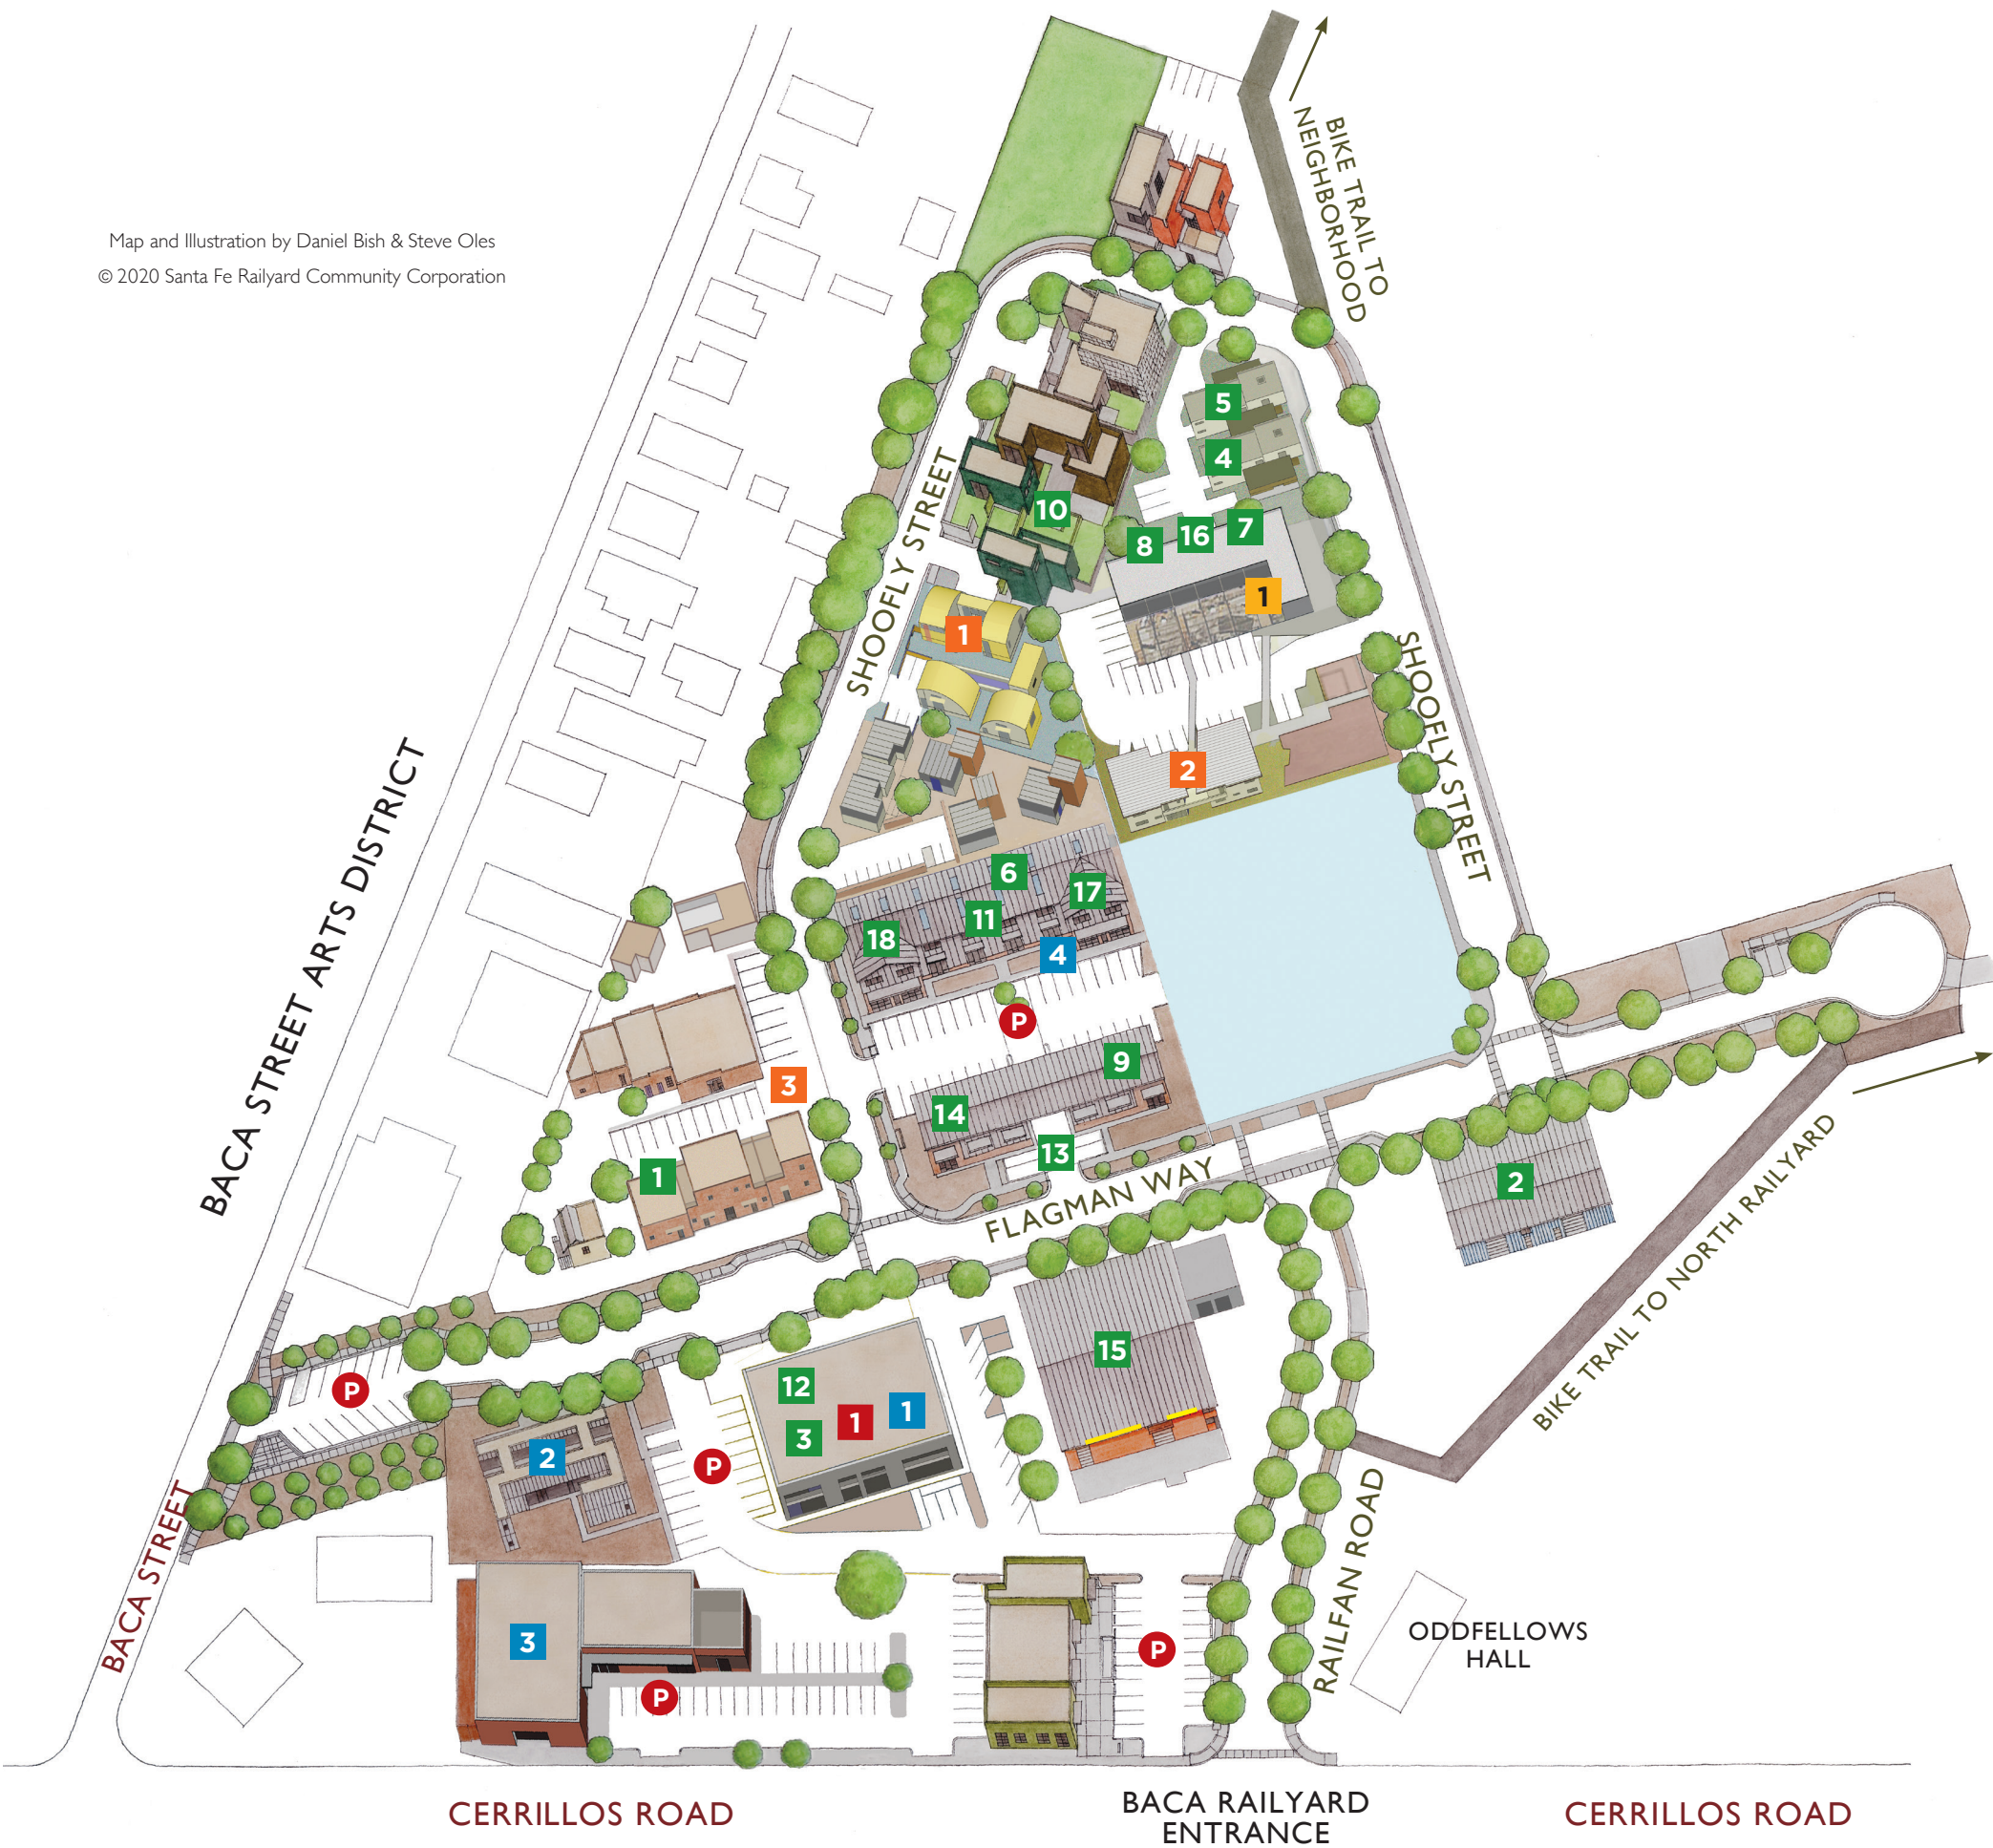 BIKE TRAIL TO
NEIGHBORHOOD
Map and Illustration by Daniel Bish & Steve Oles
© 2020 Santa Fe Railyard Community Corporation
5
4
10
7
16
8
1
SHOOFLY STREET
1
SHOOFLY STREET
2
BACA STREET ARTS DISTRICT
6
17
11
18
4
P
9
3
14
13
1
FLAGMAN WAY
2
BIKE TRAIL TO NORTH RAILYARD
15
12
P
1
1
3
2
P
BACA STREET
RAILFAN ROAD
ODDFELLOWS
HALL
3
P
P
CERRILLOS ROAD
BACA RAILYARD
ENTRANCE
CERRILLOS ROAD